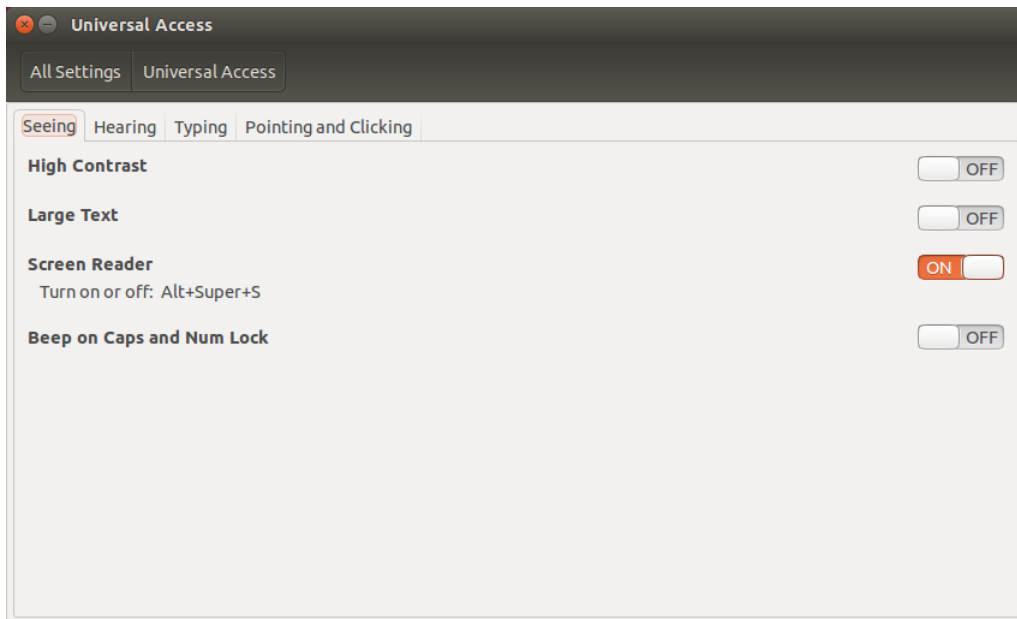 Universal Access
All Settings Universal Access
Seeing Hearing Typing Pointing and Clicking
High Contrast OFF
Large Text OFF
Screen Reader ON
Turn on or off: Alt+Super+S
Beep on Caps and Num Lock OFF